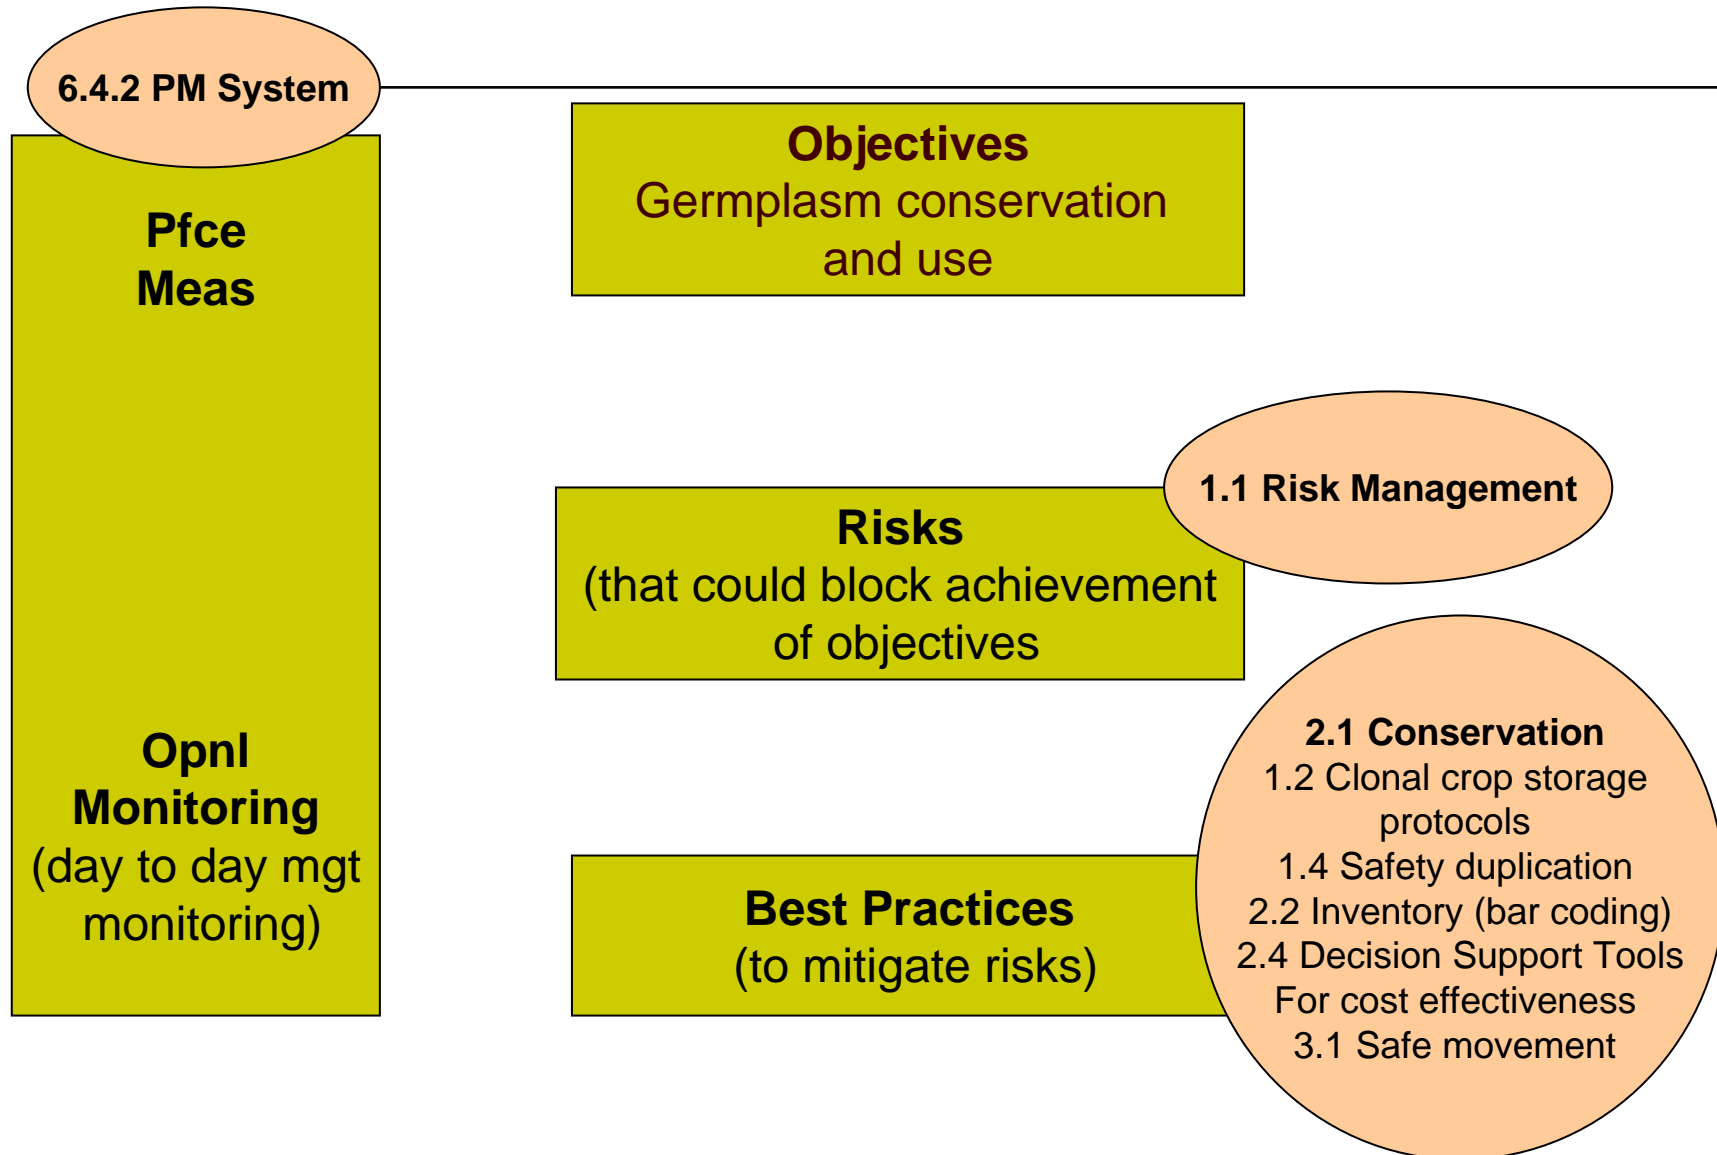 6.4.2 PM System
Pfce
Meas
Opnl
Monitoring
(day to day mgt
monitoring)
Objectives
Germplasm conservation
and use
1.1 Risk Management
Risks
(that could block achievement
of objectives
Best Practices
(to mitigate risks)
2.1 Conservation
1.2 Clonal crop storage
protocols
1.4 Safety duplication
2.2 Inventory (bar coding)
2.4 Decision Support Tools
For cost effectiveness
3.1 Safe movement